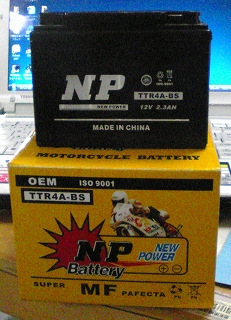 NP
NEW POWER
TTR4A-BS
12V 2.3AH
MADE IN CHINA
MOTORCYCLE BATTERY
OEM ISO 9001
TTR4A-BS
NP
Battery
NEW
POWER
SUPER MF PAFECTA
Pb